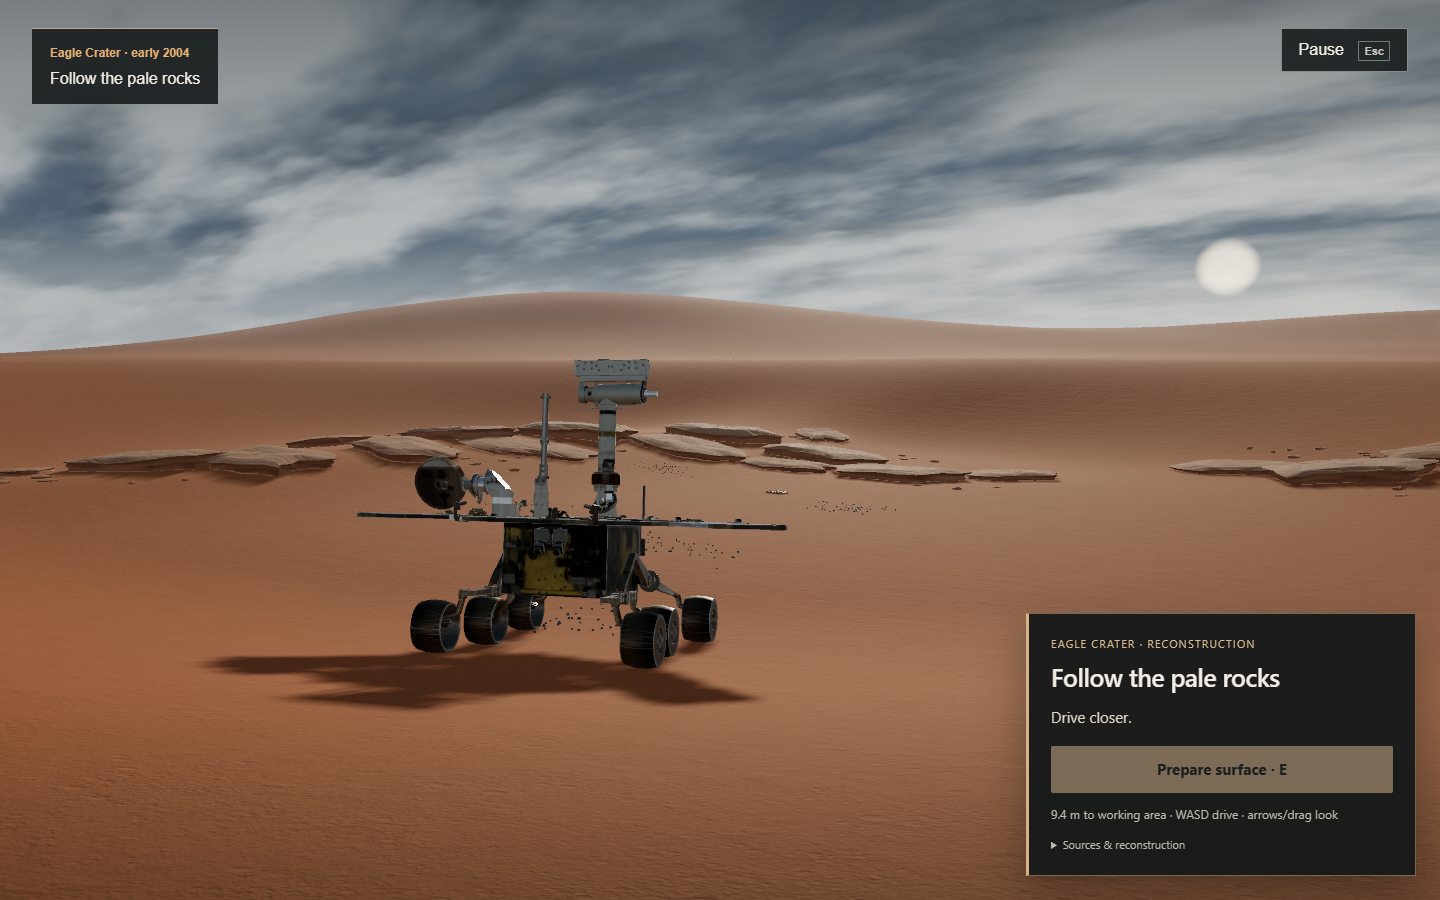 Eagle Crater · early 2004
Follow the pale rocks
Pause Esc
EAGLE CRATER · RECONSTRUCTION
Follow the pale rocks
Drive closer.
Prepare surface · E
9.4 m to working area · WASD drive · arrows/drag look
▶ Sources & reconstruction